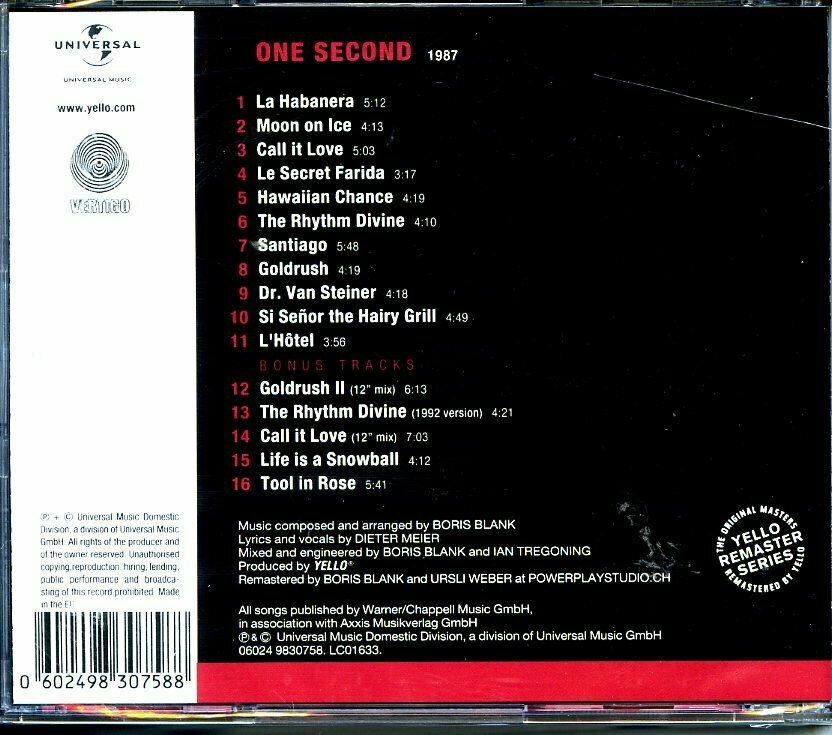 UNIVERSAL
UNIVERSAL MUSIC
www.yello.com
VERTIGO
ONE SECOND 1987
1 La Habanera 5:12
2 Moon on Ice 4:13
3 Call it Love 5:03
4 Le Secret Farida 3:17
5 Hawaiian Chance 4:19
6 The Rhythm Divine 4:10
7 Santiago 5:48
8 Goldrush 4:19
9 Dr. Van Steiner 4:18
10 Si Señor the Hairy Grill 4:49
11 L'Hôtel 3:56
BONUS TRACKS
12 Goldrush II (12" mix) 6:13
13 The Rhythm Divine (1992 version) 4:21
14 Call it Love (12" mix) 7:03
15 Life is a Snowball 4:12
16 Tool in Rose 5:41
℗ + © Universal Music Domestic
Division, a division of Universal Music
GmbH. All rights of the producer and
of the owner reserved. Unauthorised
copying,reproduction, hiring, lending,
public performance and broadcas-
ting of this record prohibited. Made
in the EU
0 602498 307588
Music composed and arranged by BORIS BLANK
Lyrics and vocals by DIETER MEIER
Mixed and engineered by BORIS BLANK and IAN TREGONING
Produced by YELLO®
Remastered by BORIS BLANK and URSLI WEBER at POWERPLAYSTUDIO.CH
All songs published by Warner/Chappell Music GmbH,
in association with Axxis Musikverlag GmbH
℗ & © Universal Music Domestic Division, a division of Universal Music GmbH
06024 9830758. LC01633.
THE ORIGINAL MASTERS
YELLO
REMASTER
SERIES
REMASTERED BY YELLO